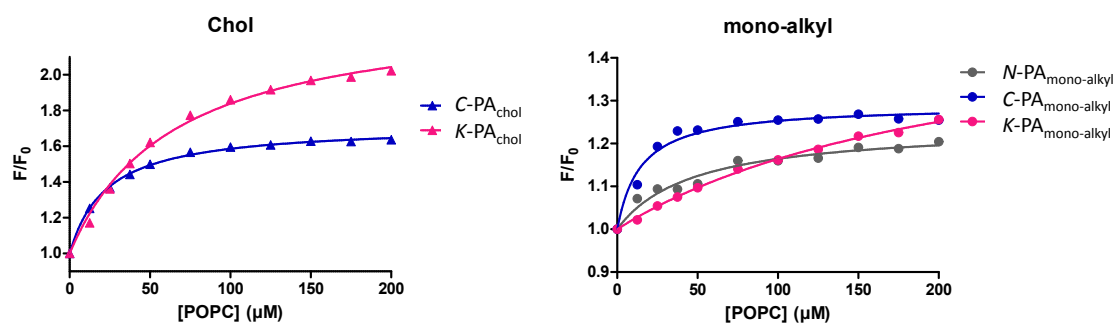 Chol
F/F0
2.0
1.8
1.6
1.4
1.2
1.0
0 50 100 150 200
[POPC] (µM)
C-PAchol
K-PAchol
mono-alkyl
F/F0
1.4
1.3
1.2
1.1
1.0
0.9
0 50 100 150 200
[POPC] (µM)
N-PAmono-alkyl
C-PAmono-alkyl
K-PAmono-alkyl